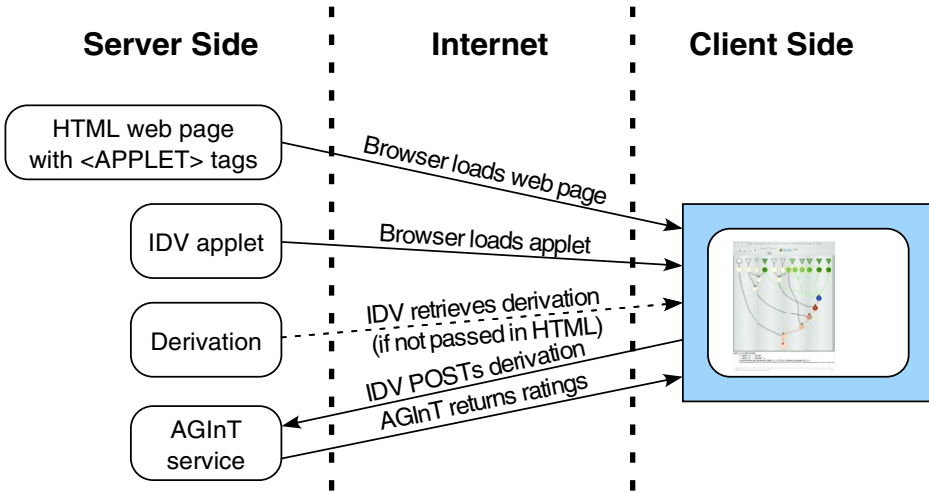 Server Side
Internet
Client Side
HTML web page
with <APPLET> tags
Browser loads web page
IDV applet
Browser loads applet
Derivation
IDV retrieves derivation
(if not passed in HTML)
IDV POSTs derivation
AGInT returns ratings
AGInT
service